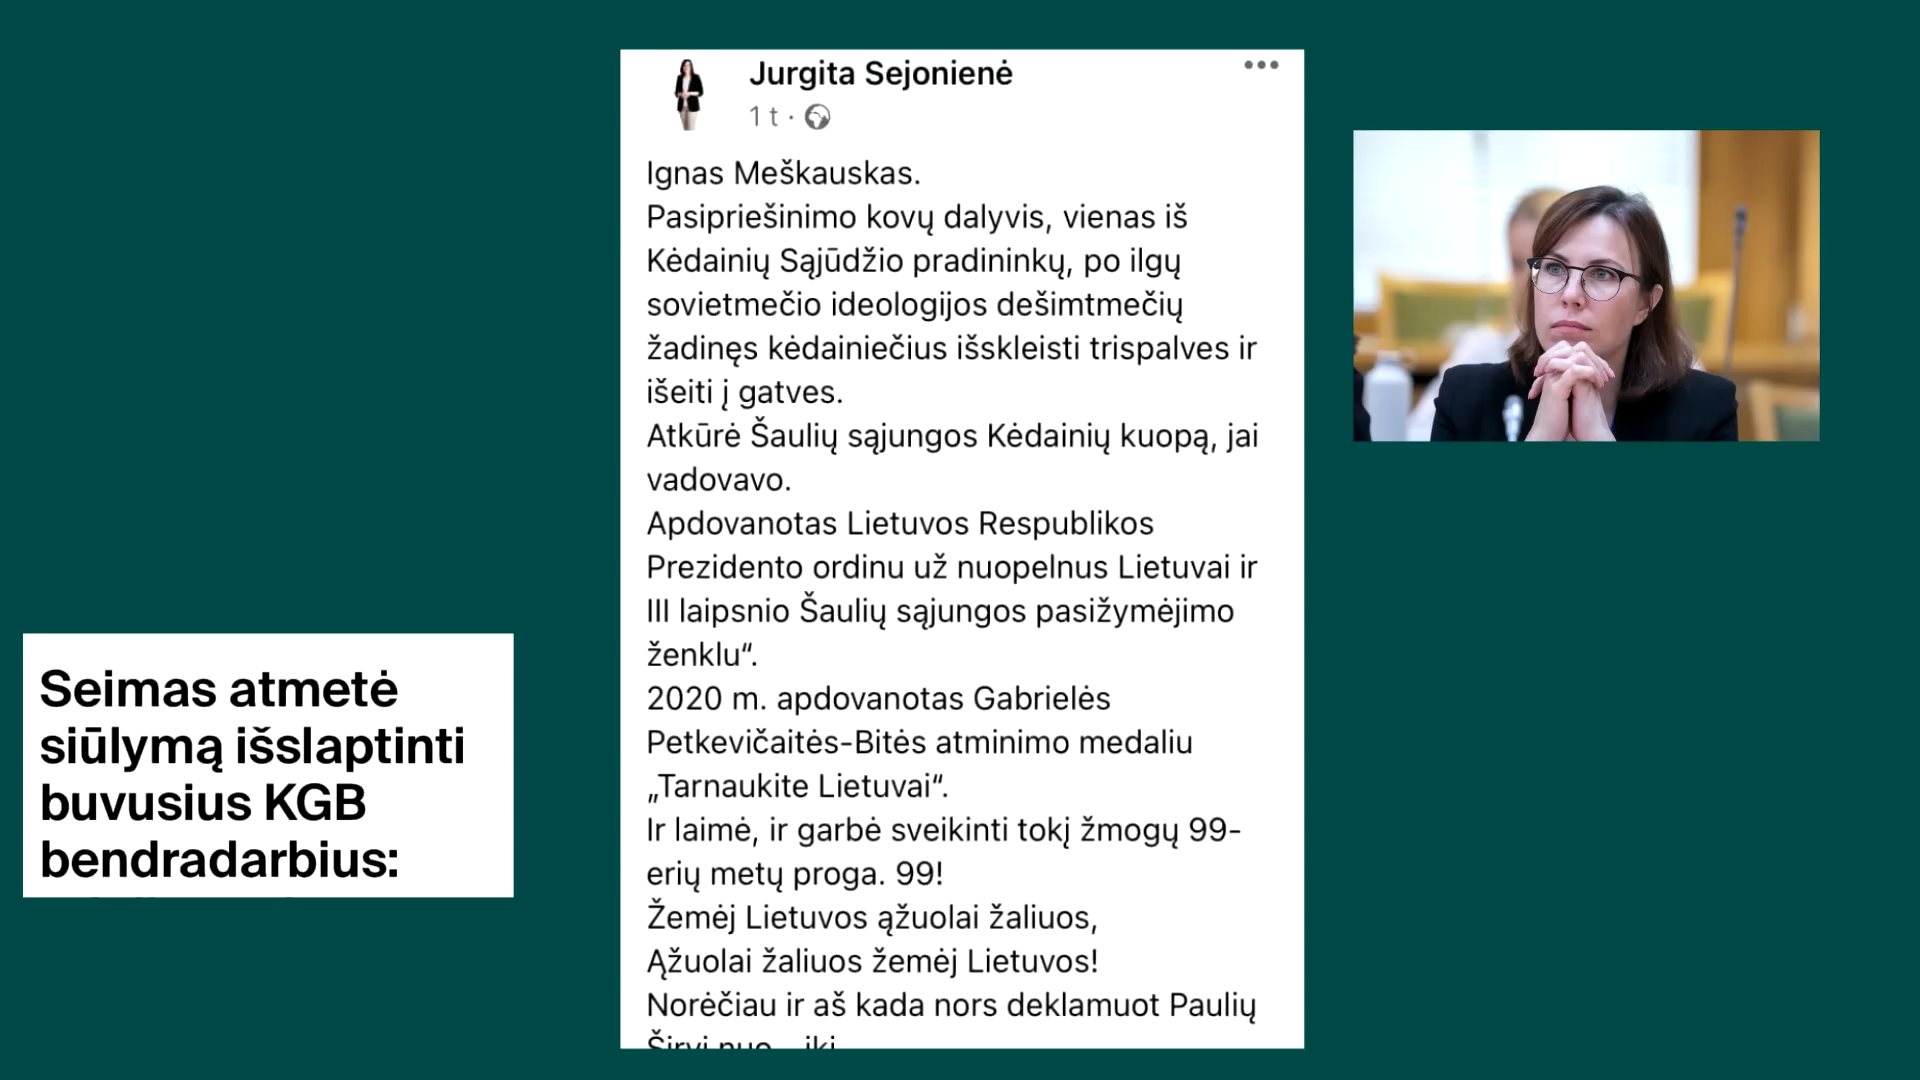 Jurgita Sejonienė
1 t ·
Ignas Meškauskas.
Pasipriešinimo kovų dalyvis, vienas iš
Kėdainių Sąjūdžio pradininkų, po ilgų
sovietmečio ideologijos dešimtmečių
žadinęs kėdainiečius išskleisti trispalves ir
išeiti į gatves.
Atkūrė Šaulių sąjungos Kėdainių kuopą, jai
vadovavo.
Apdovanotas Lietuvos Respublikos
Prezidento ordinu už nuopelnus Lietuvai ir
III laipsnio Šaulių sąjungos pasižymėjimo
ženklu“.
2020 m. apdovanotas Gabrielės
Petkevičaitės-Bitės atminimo medaliu
„Tarnaukite Lietuvai“.
Ir laimė, ir garbė sveikinti tokį žmogų 99-
erių metų proga. 99!
Žemėj Lietuvos ąžuolai žaliuos,
Ąžuolai žaliuos žemėj Lietuvos!
Norėčiau ir aš kada nors deklamuot Paulių
Seimas atmetė
siūlymą išslaptinti
buvusius KGB
bendradarbius: